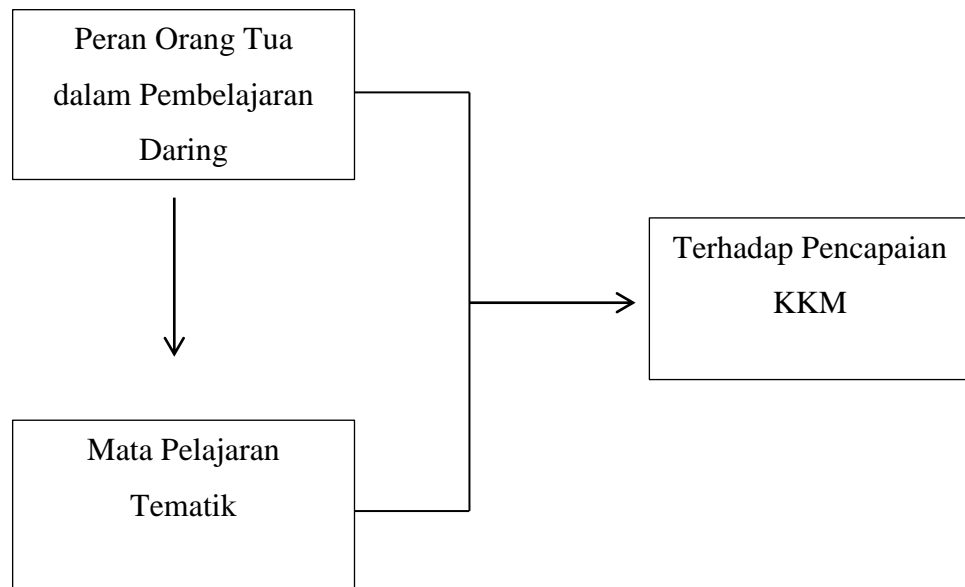 Peran Orang Tua
dalam Pembelajaran
Daring
Terhadap Pencapaian
KKM
Mata Pelajaran
Tematik